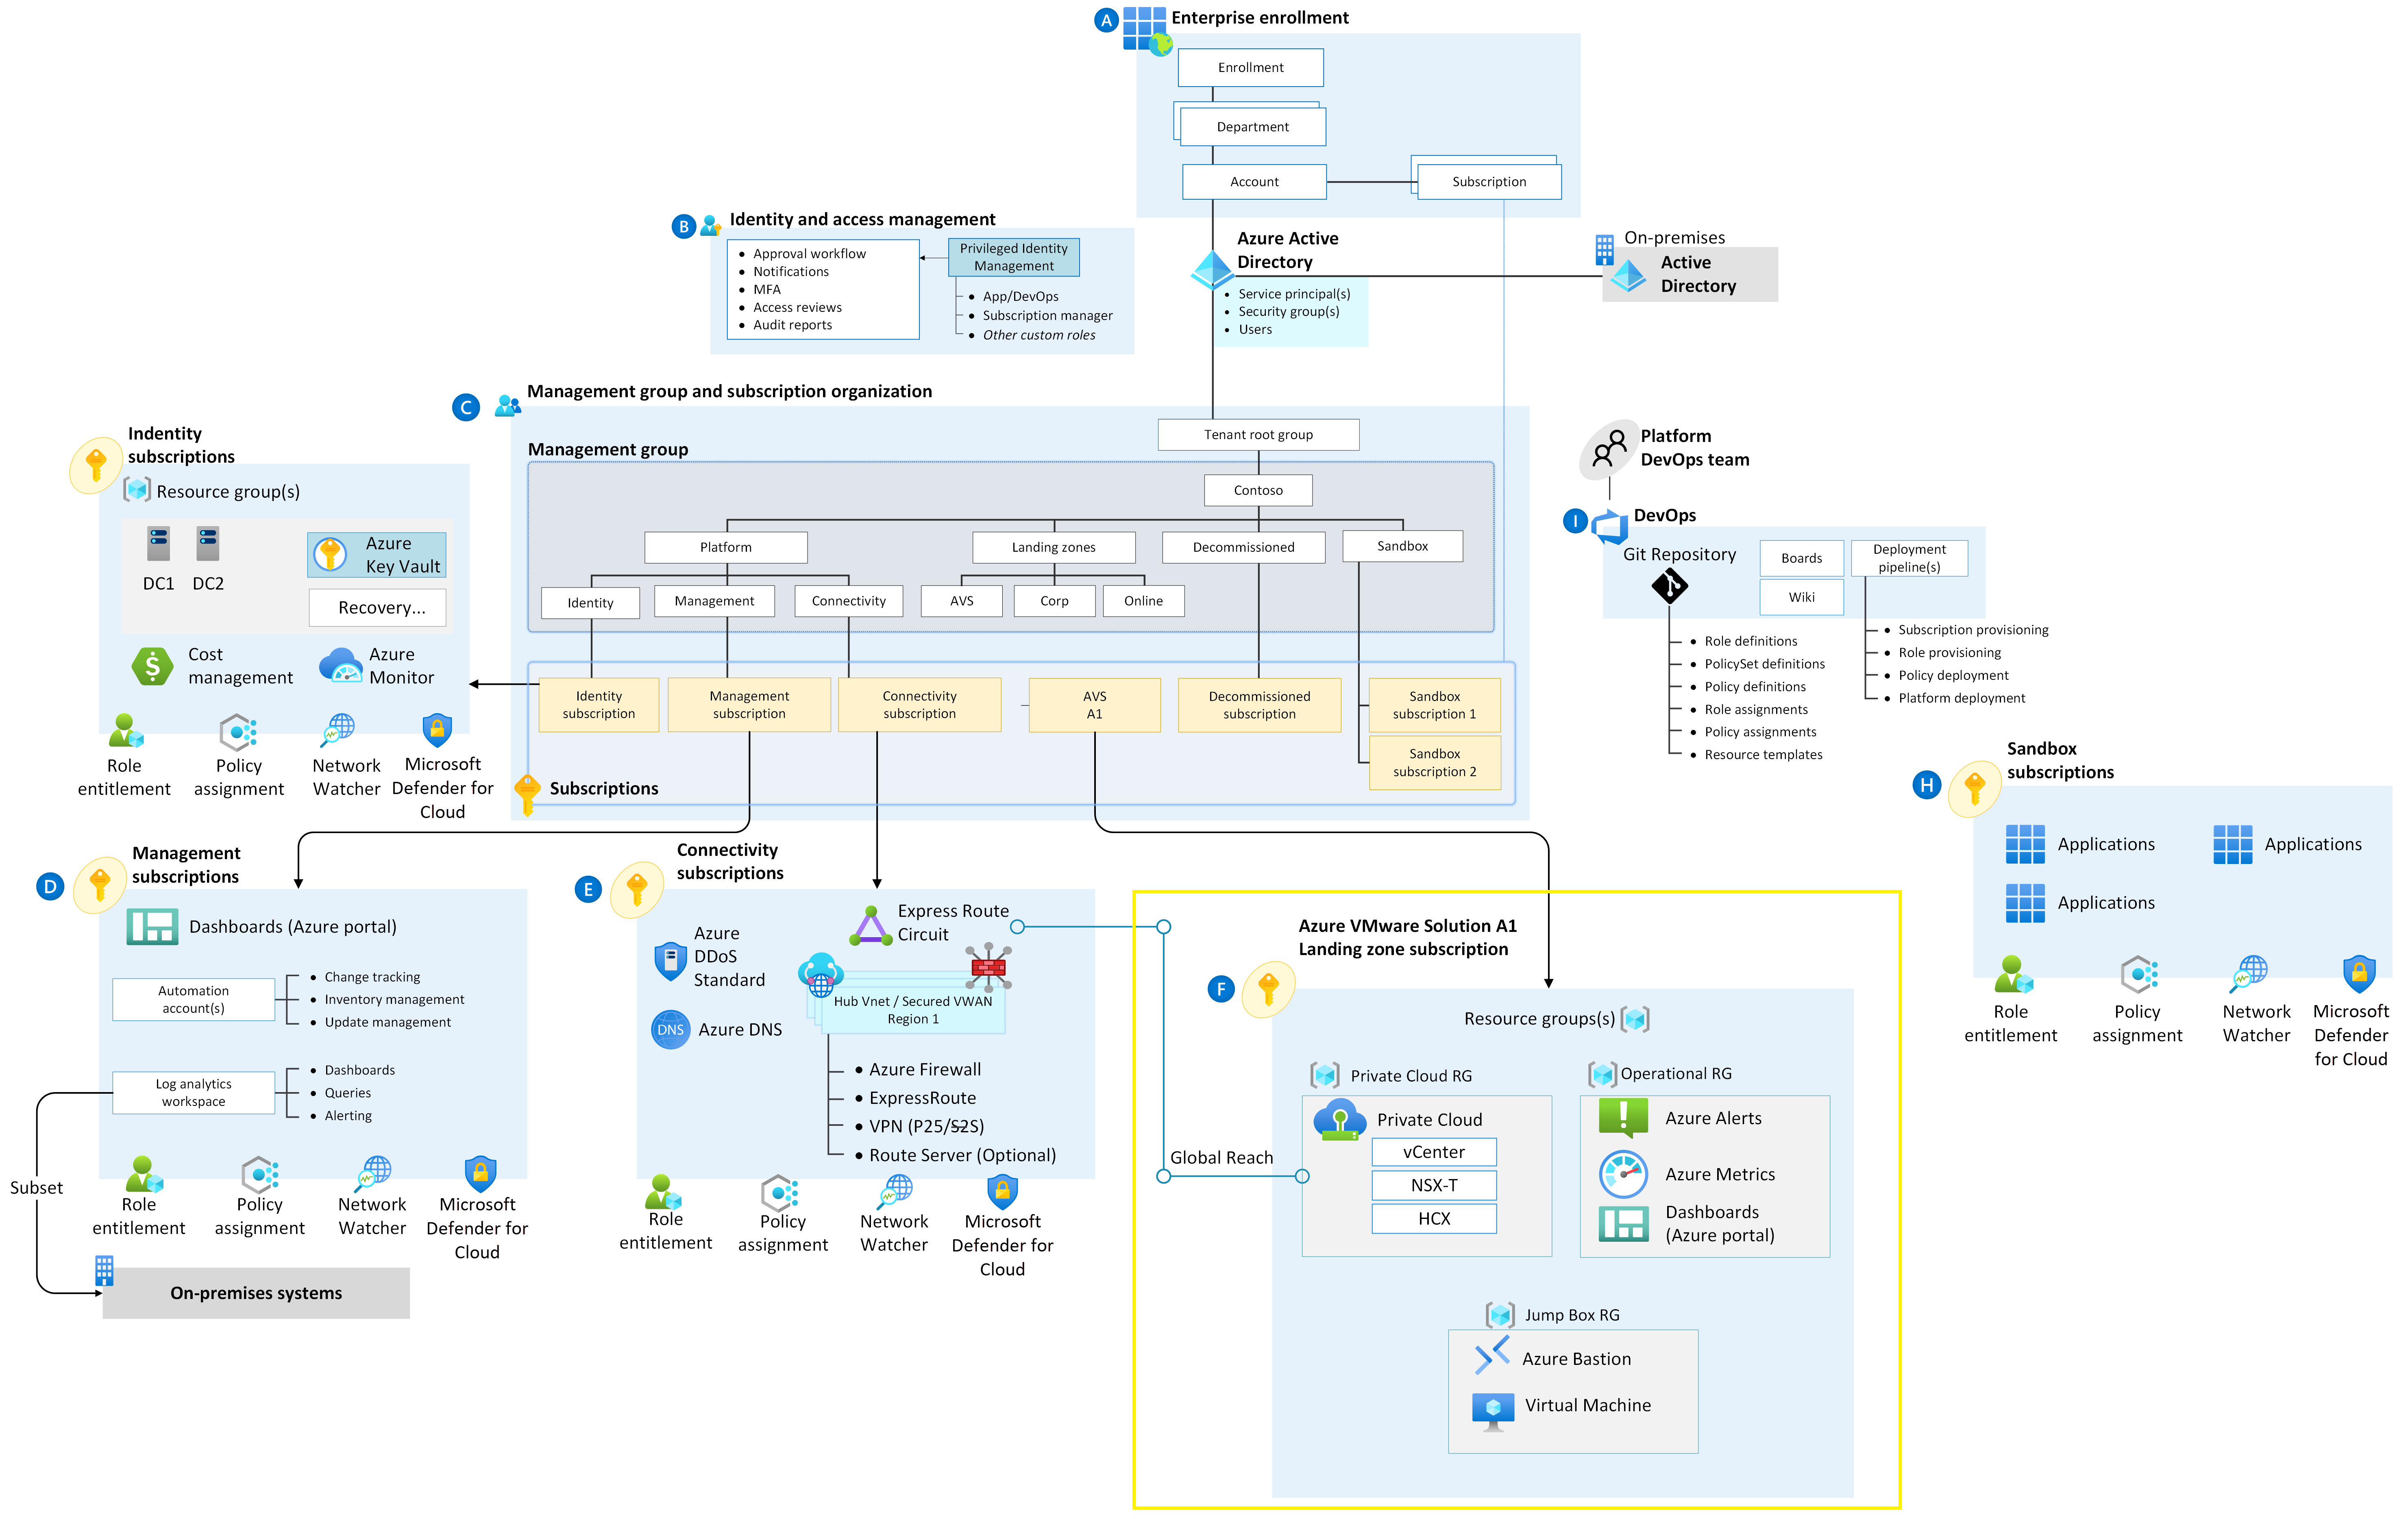 A
Enterprise enrollment
Enrollment
Department
Account
Subscription
B
Identity and access management
Approval workflow
Notifications
MFA
Access reviews
Audit reports
Privileged Identity
Management
App/DevOps
Subscription manager
Other custom roles
Azure Active
Directory
Service principal(s)
Security group(s)
Users
On-premises
Active
Directory
C
Management group and subscription organization
Management group
Tenant root group
Contoso
Platform
Landing zones
Decommissioned
Sandbox
Identity
Management
Connectivity
AVS
Corp
Online
Identity
subscription
Management
subscription
Connectivity
subscription
AVS
A1
Decommissioned
subscription
Sandbox
subscription 1
Sandbox
subscription 2
Subscriptions
Indentity
subscriptions
Resource group(s)
DC1
DC2
Azure
Key Vault
Recovery...
Cost
management
Azure
Monitor
Role
entitlement
Policy
assignment
Network
Watcher
Microsoft
Defender for
Cloud
Platform
DevOps team
I
DevOps
Git Repository
Boards
Wiki
Deployment
pipeline(s)
Role definitions
PolicySet definitions
Policy definitions
Role assignments
Policy assignments
Resource templates
Subscription provisioning
Role provisioning
Policy deployment
Platform deployment
H
Sandbox
subscriptions
Applications
Applications
Applications
Role
entitlement
Policy
assignment
Network
Watcher
Microsoft
Defender
for Cloud
D
Management
subscriptions
Dashboards (Azure portal)
Automation
account(s)
Change tracking
Inventory management
Update management
Log analytics
workspace
Dashboards
Queries
Alerting
Subset
Role
entitlement
Policy
assignment
Network
Watcher
Microsoft
Defender for
Cloud
On-premises systems
E
Connectivity
subscriptions
Azure
DDoS
Standard
DNS
Azure DNS
Express Route
Circuit
Hub Vnet / Secured VWAN
Region 1
Azure Firewall
ExpressRoute
VPN (P25/S2S)
Route Server (Optional)
Role
entitlement
Policy
assignment
Network
Watcher
Microsoft
Defender for
Cloud
Global Reach
Azure VMware Solution A1
Landing zone subscription
F
Resource groups(s)
Private Cloud RG
Private Cloud
vCenter
NSX-T
HCX
Operational RG
Azure Alerts
Azure Metrics
Dashboards
(Azure portal)
Jump Box RG
Azure Bastion
Virtual Machine